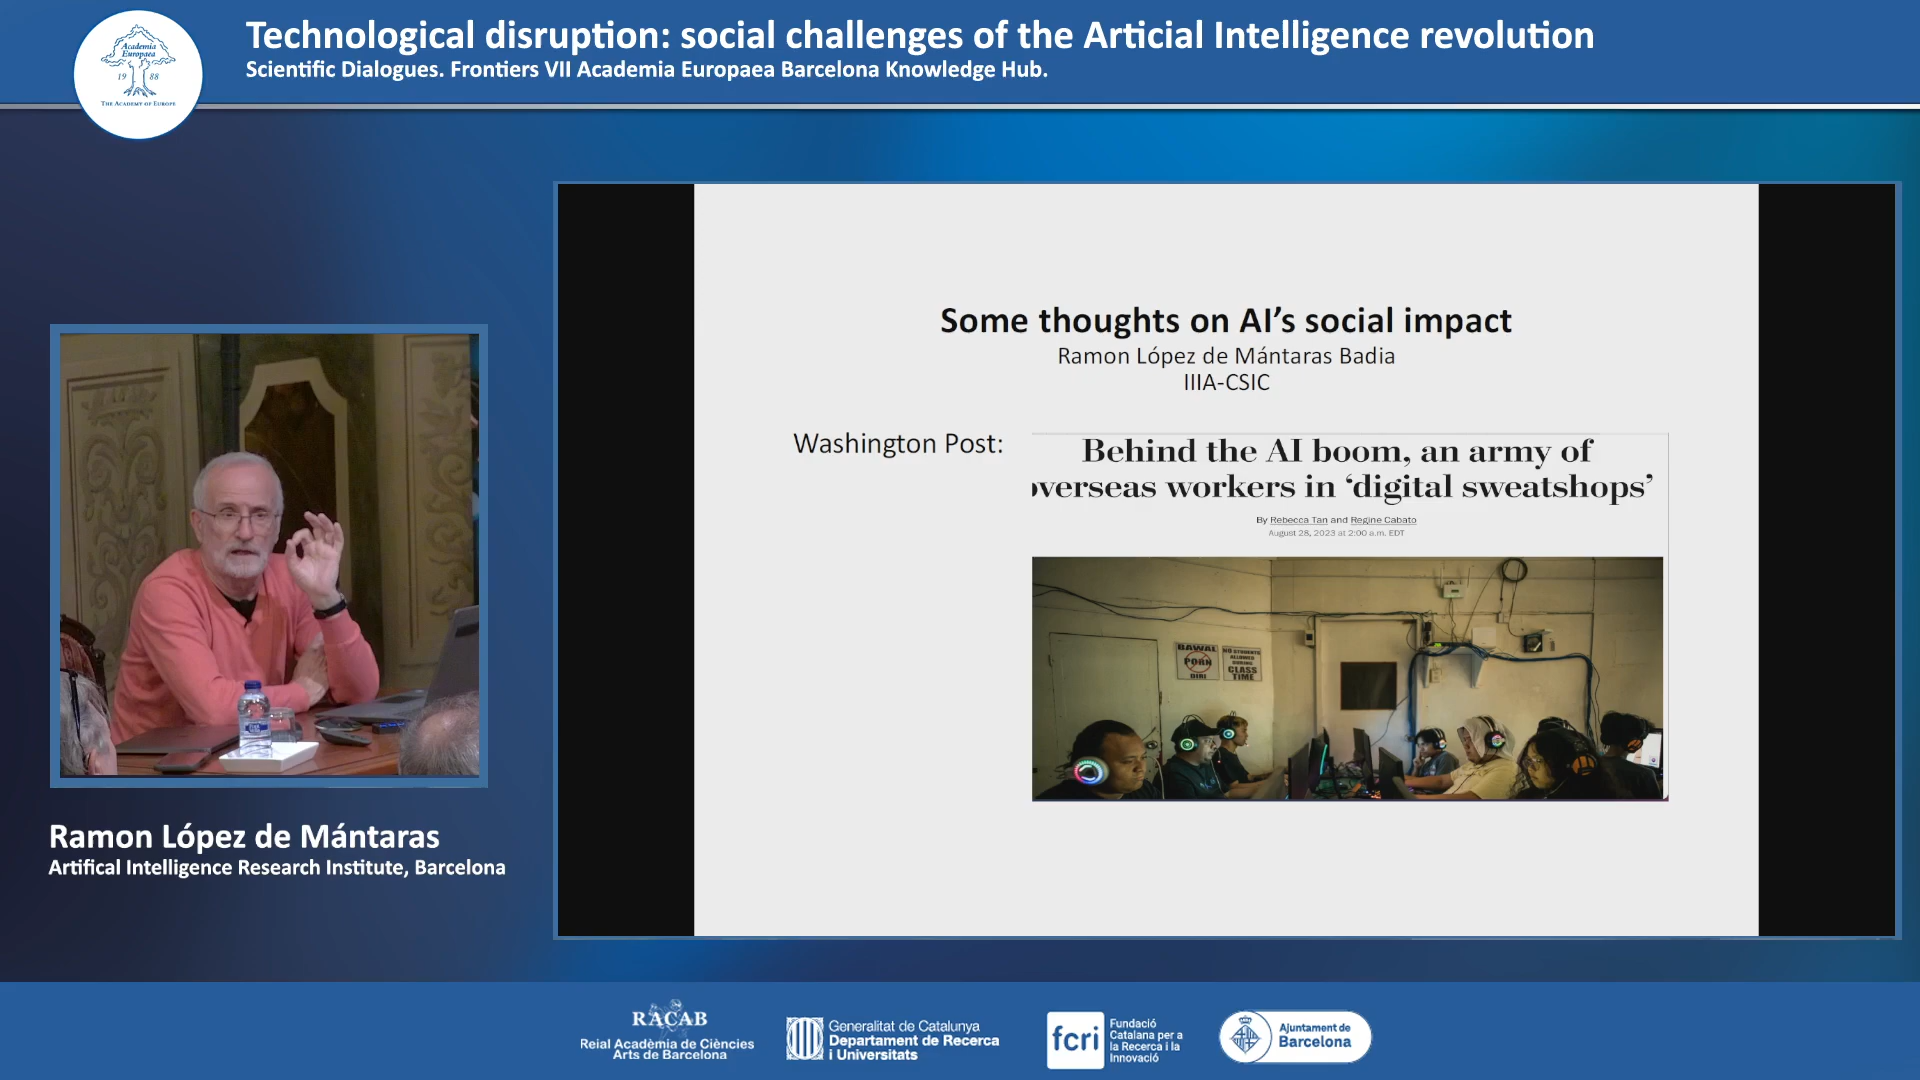 Technological disruption: social challenges of the Articial Intelligence revolution
Scientific Dialogues. Frontiers VII Academia Europaea Barcelona Knowledge Hub.
Academia
Europaea
19 88
THE ACADEMY OF EUROPE
Some thoughts on AI's social impact
Ramon López de Mántaras Badia
IIIA-CSIC
Washington Post:
Behind the AI boom, an army of
overseas workers in ‘digital sweatshops’
By Rebecca Tan and Regine Cabato
August 28, 2023 at 2:00 a.m. EDT
BAWAL
PORN
DIRI
NO STUDENTS
ALLOWED
DURING
CLASS
TIME
Ramon López de Mántaras
Artifical Intelligence Research Institute, Barcelona
RACAB
Reial Acadèmia de Ciències
Arts de Barcelona
Generalitat de Catalunya
Departament de Recerca
i Universitats
fcri
Fundació
Catalana per a
la Recerca i la
Innovació
Ajuntament de
Barcelona